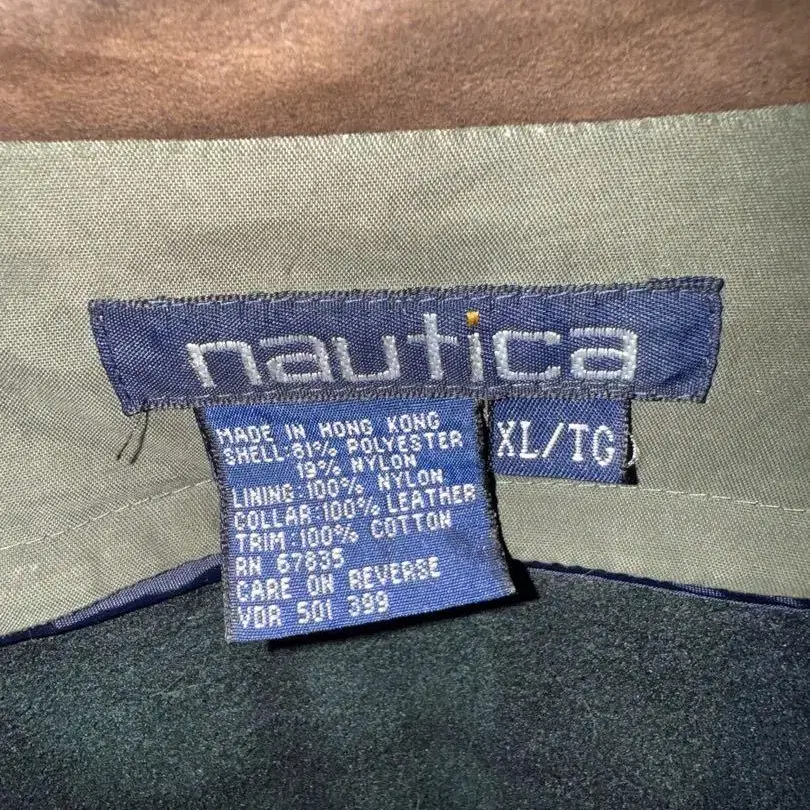 nautica
MADE IN HONG KONG
SHELL:81% POLYESTER
19% NYLON
LINING:100% NYLON
COLLAR:100% LEATHER
TRIM:100% COTTON
RN 67835
CARE ON REVERSE
VDR 501 399
XL/TG